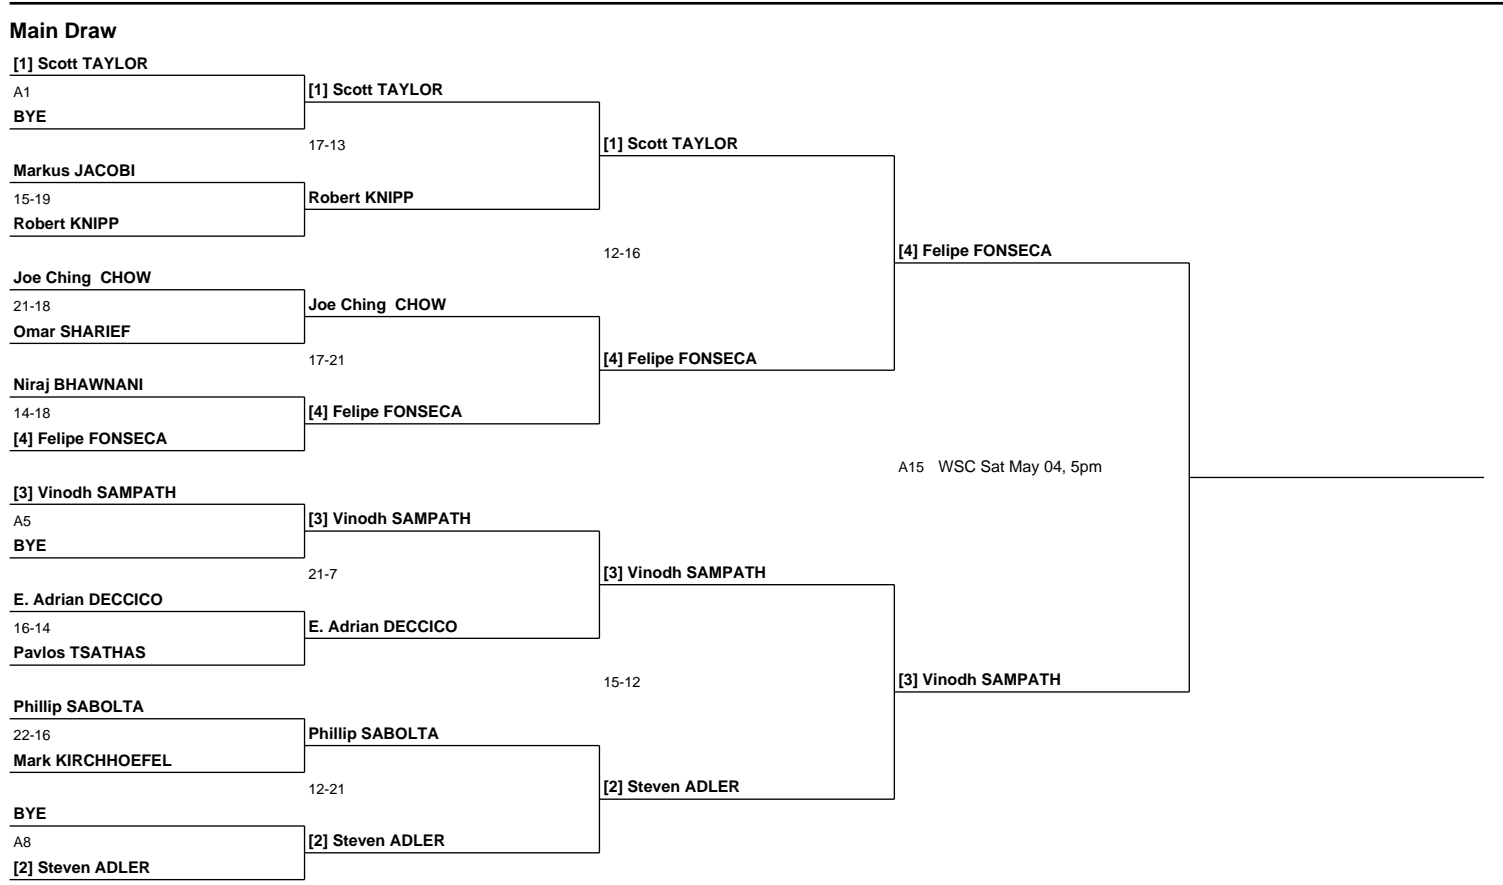 Main Draw
[1] Scott TAYLOR
A1
BYE
Markus JACOBI
15-19
Robert KNIPP
Joe Ching  CHOW
21-18
Omar SHARIEF
Niraj BHAWNANI
14-18
[4] Felipe FONSECA
[3] Vinodh SAMPATH
A5
BYE
E. Adrian DECCICO
16-14
Pavlos TSATHAS
Phillip SABOLTA
22-16
Mark KIRCHHOEFEL
BYE
A8
[2] Steven ADLER
[1] Scott TAYLOR
17-13
Robert KNIPP
Joe Ching  CHOW
17-21
[4] Felipe FONSECA
[3] Vinodh SAMPATH
21-7
E. Adrian DECCICO
Phillip SABOLTA
12-21
[2] Steven ADLER
[1] Scott TAYLOR
12-16
[4] Felipe FONSECA
[3] Vinodh SAMPATH
15-12
[2] Steven ADLER
[4] Felipe FONSECA
A15 WSC Sat May 04, 5pm
[3] Vinodh SAMPATH